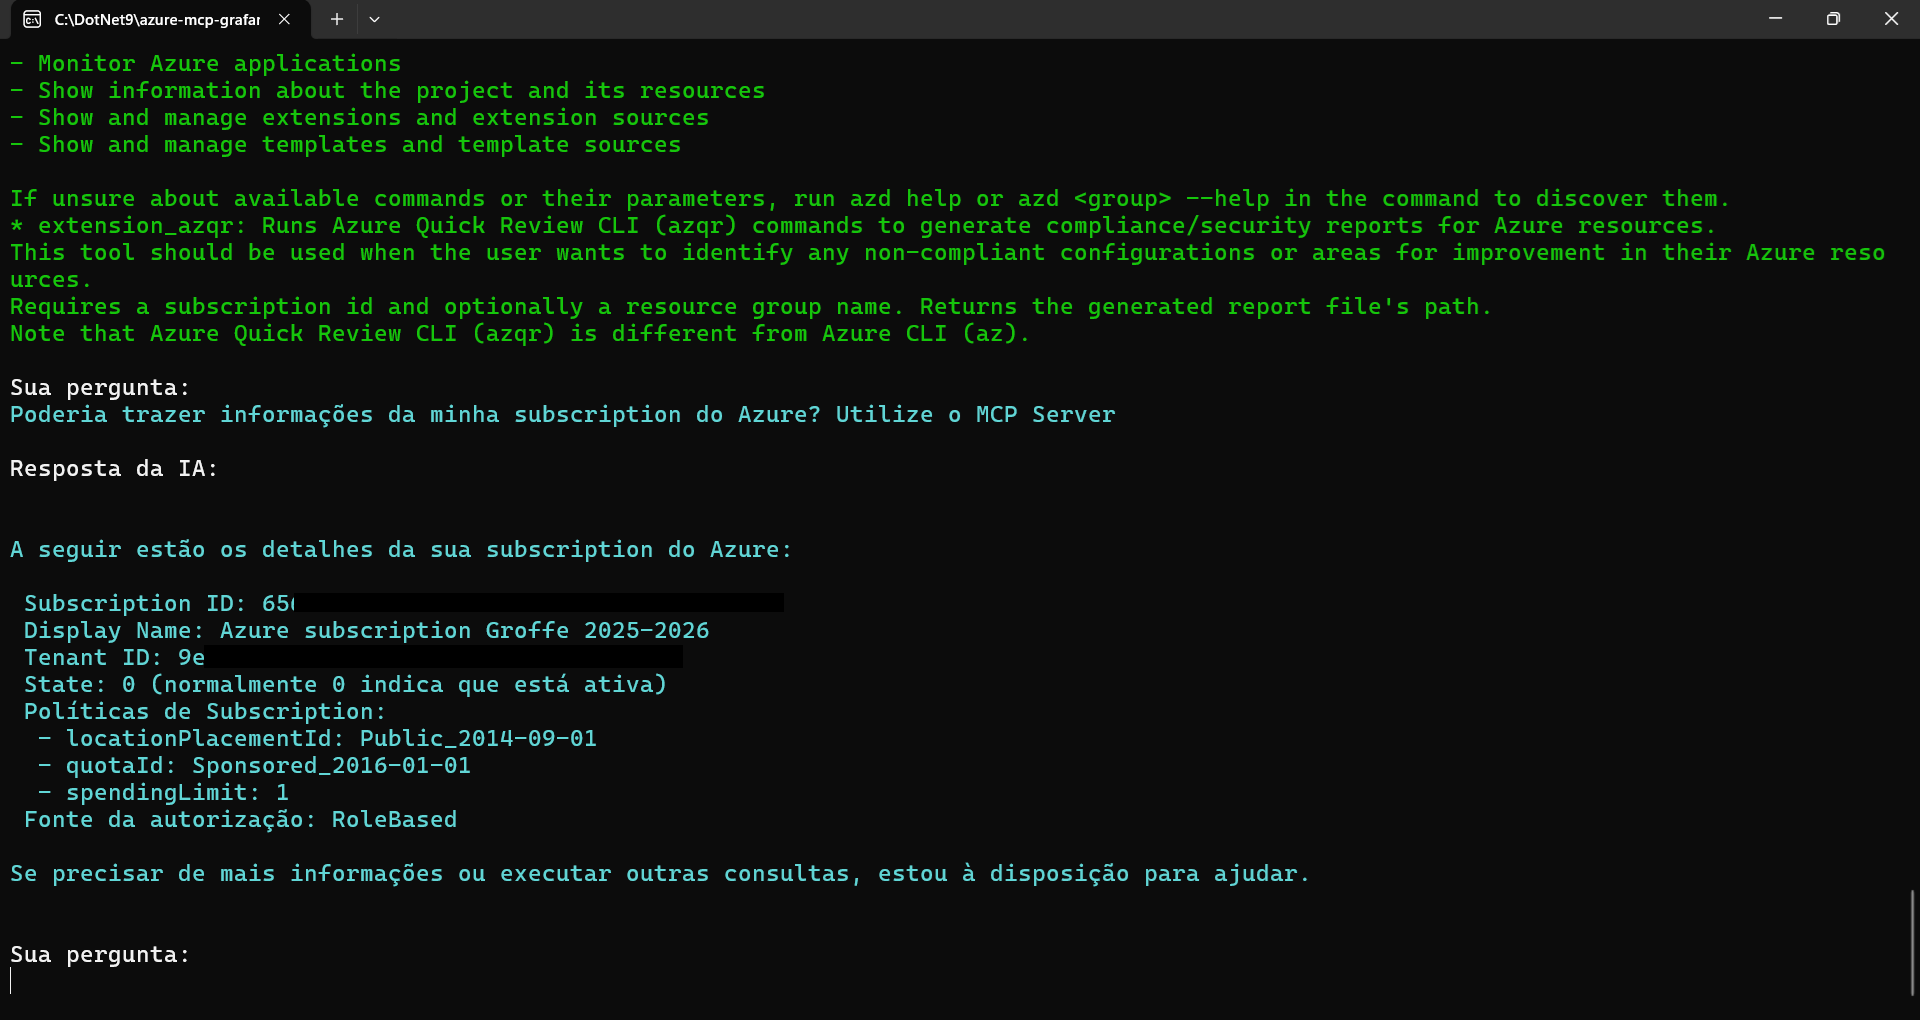 C:\DotNet9\azure-mcp-grafar
- Monitor Azure applications
- Show information about the project and its resources
- Show and manage extensions and extension sources
- Show and manage templates and template sources
If unsure about available commands or their parameters, run azd help or azd <group> --help in the command to discover them.
* extension_azqr: Runs Azure Quick Review CLI (azqr) commands to generate compliance/security reports for Azure resources.
This tool should be used when the user wants to identify any non-compliant configurations or areas for improvement in their Azure reso
urces.
Requires a subscription id and optionally a resource group name. Returns the generated report file's path.
Note that Azure Quick Review CLI (azqr) is different from Azure CLI (az).
Sua pergunta:
Poderia trazer informações da minha subscription do Azure? Utilize o MCP Server
Resposta da IA:
A seguir estão os detalhes da sua subscription do Azure:
Subscription ID: 65
Display Name: Azure subscription Groffe 2025-2026
Tenant ID: 9e
State: 0 (normalmente 0 indica que está ativa)
Políticas de Subscription:
- locationPlacementId: Public_2014-09-01
- quotaId: Sponsored_2016-01-01
- spendingLimit: 1
Fonte da autorização: RoleBased
Se precisar de mais informações ou executar outras consultas, estou à disposição para ajudar.
Sua pergunta: